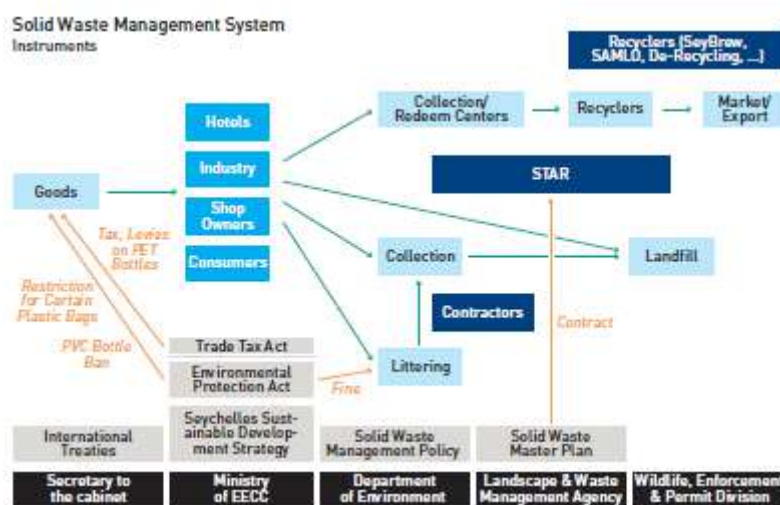 Solid Waste Management System
Instruments
Recyclers (SeyBrew,
SAMLO, De-Recycling, ...)
Hotels
Collection/
Redeem Centers
Recyclers
Market/
Export
Industry
STAR
Goods
Shop
Owners
Tax, Levies
on PET
Bottles
Consumers
Collection
Landfill
Restriction
for Certain
Plastic Bags
Contractors
Contract
PVC Bottle
Ban
Trade Tax Act
Environmental
Protection Act
Fine
Littering
International
Treaties
Seychelles Sust-
ainable Develop-
ment Strategy
Solid Waste
Management Policy
Solid Waste
Master Plan
Secretary to
the cabinet
Ministry
of EECC
Department
of Environment
Landscape & Waste
Management Agency
Wildlife, Enforcement
& Permit Division